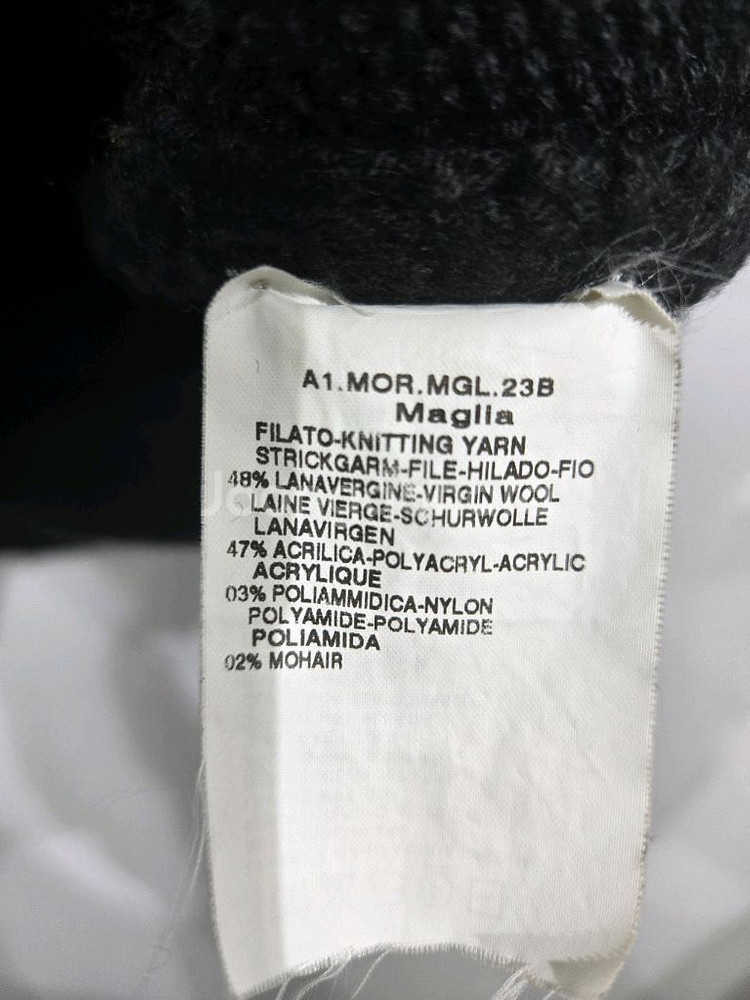 A1.MOR.MGL.23B
Maglia
FILATO-KNITTING YARN
STRICKGARM-FILE-HILADO-FIO
48% LANAVERGINE-VIRGIN WOOL
LAINE VIERGE-SCHURWOLLE
LANAVIRGEN
47% ACRILICA-POLYACRYL-ACRYLIC
ACRYLIQUE
03% POLIAMMIDICA-NYLON
POLYAMIDE-POLYAMIDE
POLIAMIDA
02% MOHAIR